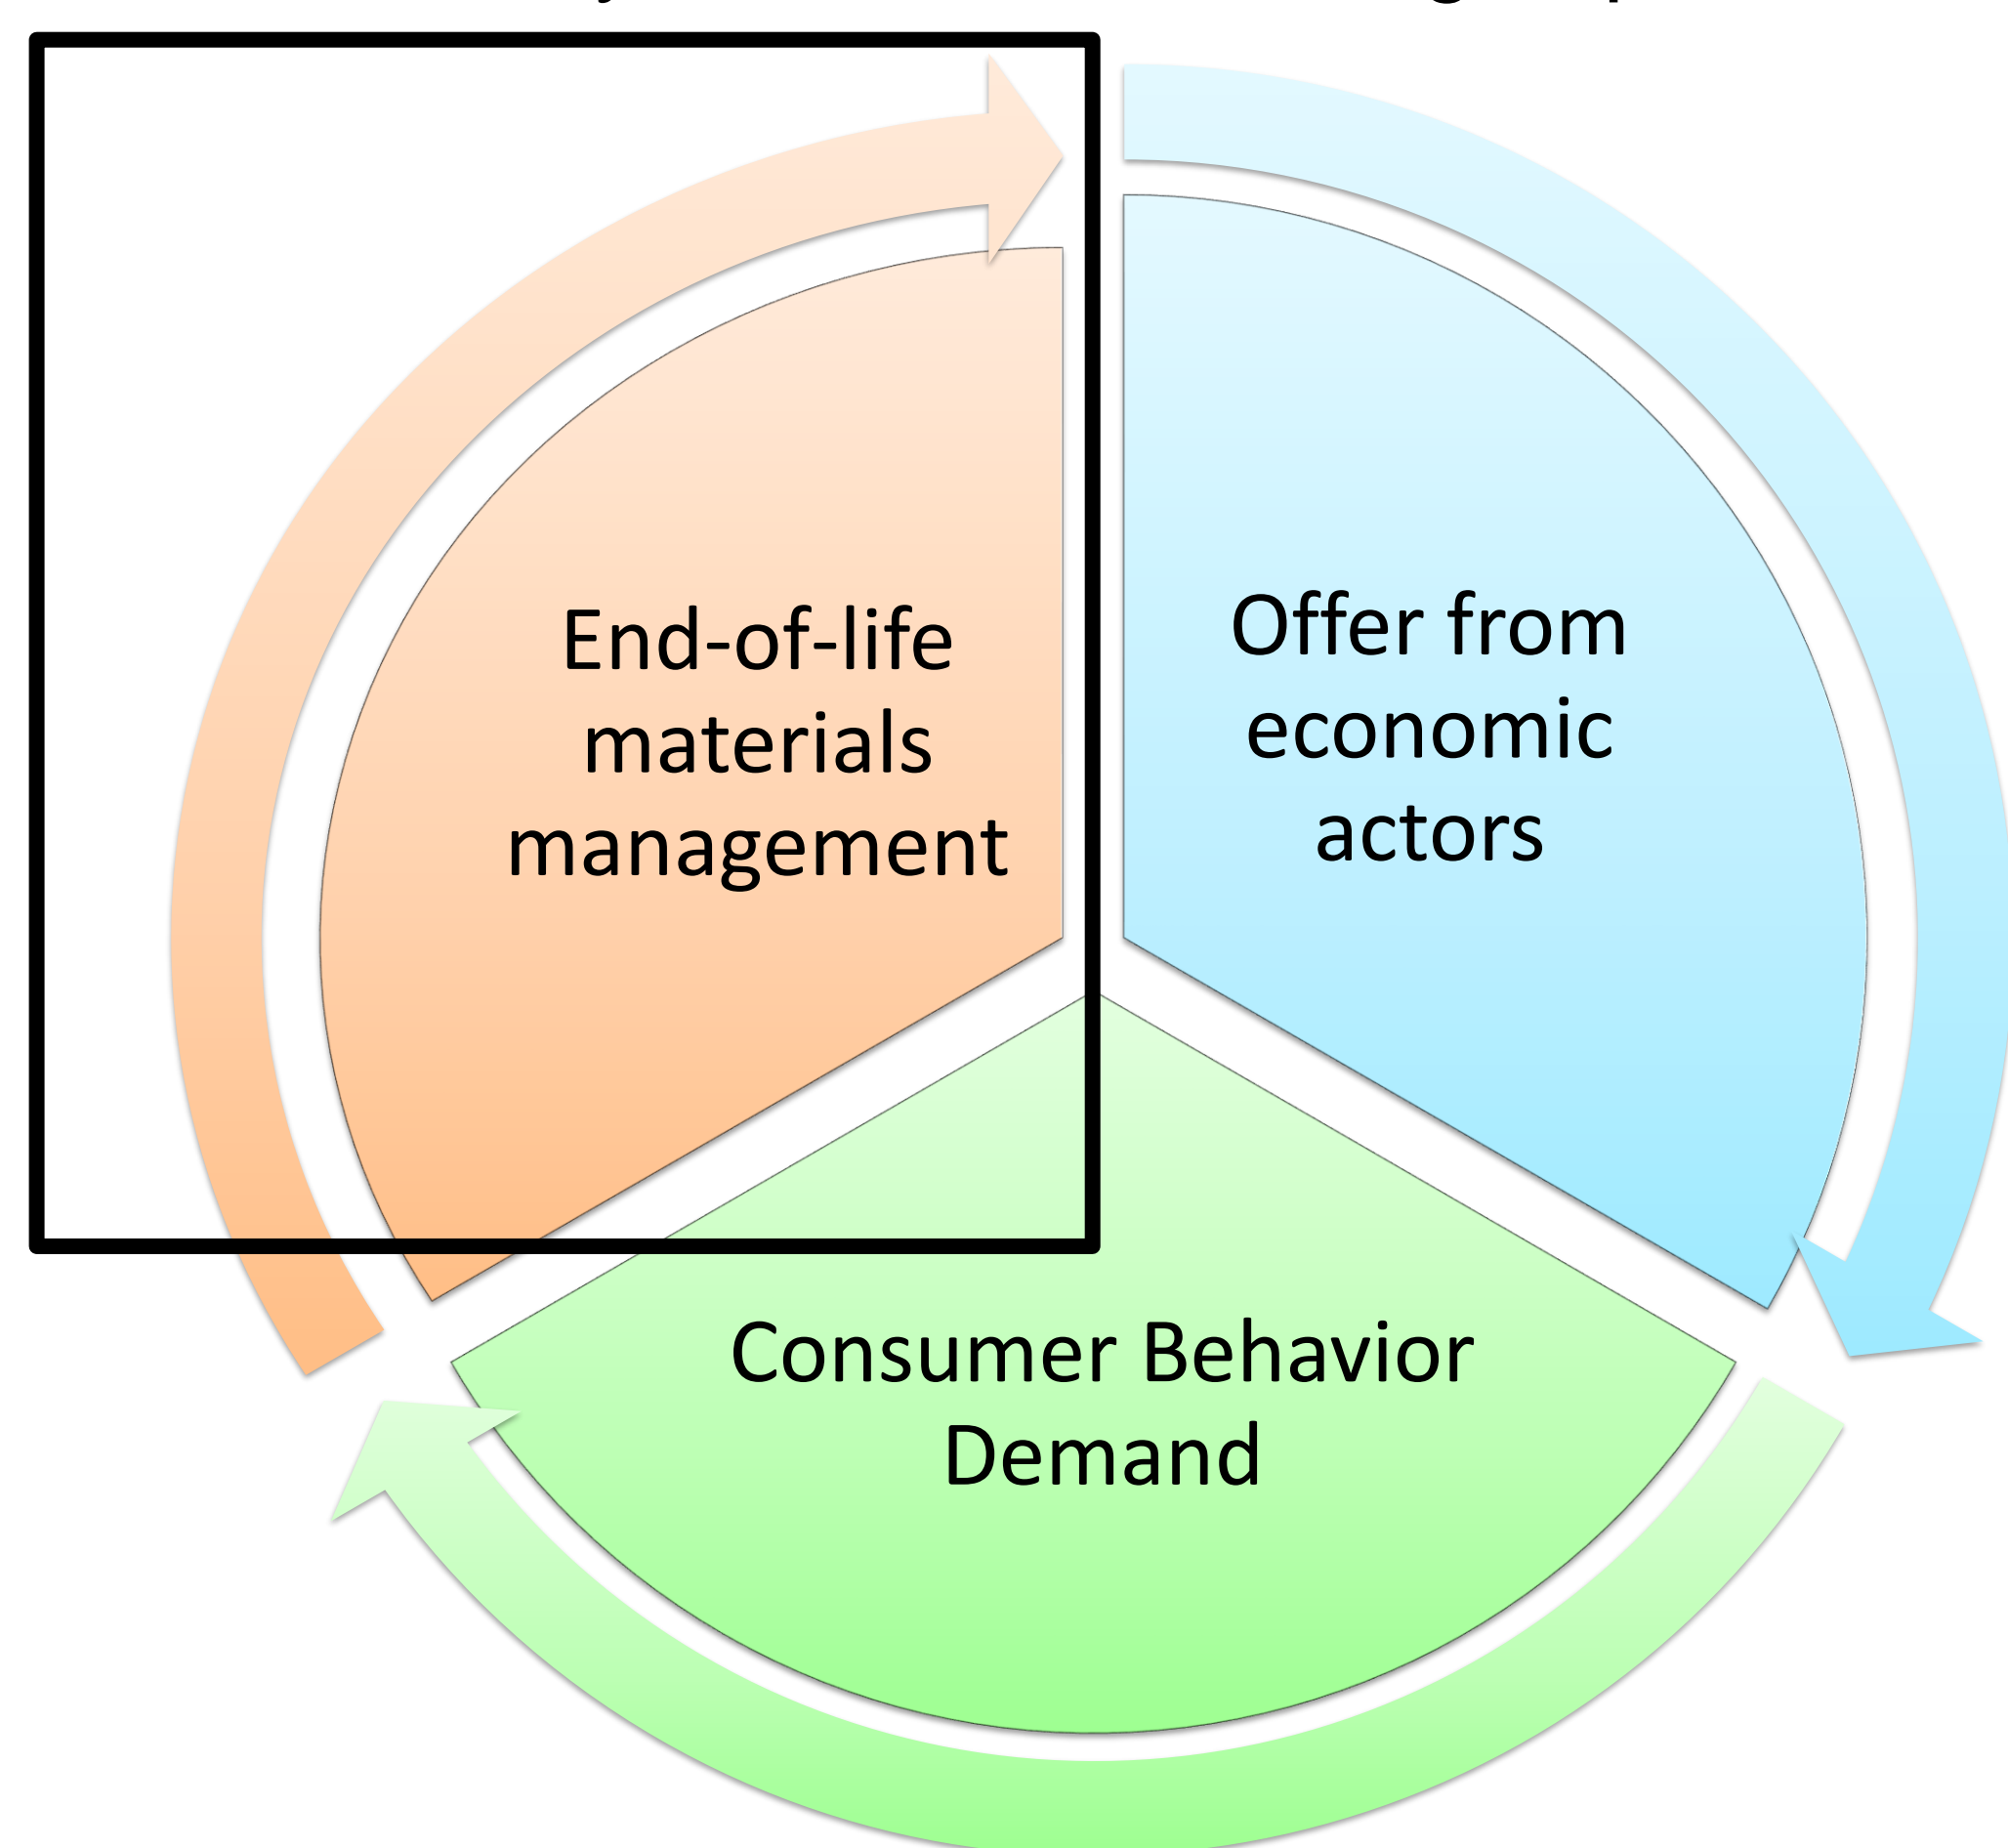 End-of-life
materials
management
Offer from
economic
actors
Consumer Behavior
Demand